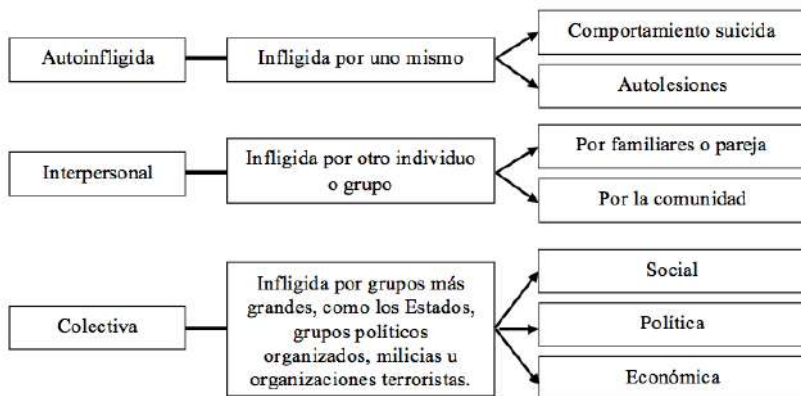 Comportamiento suicida
Autoinfligida
Infligida por uno mismo
Autolesiones
Por familiares o pareja
Interpersonal
Infligida por otro individuo
o grupo
Por la comunidad
Social
Colectiva
Infligida por grupos más
grandes, como los Estados,
grupos políticos
organizados, milicias u
organizaciones terroristas.
Política
Económica